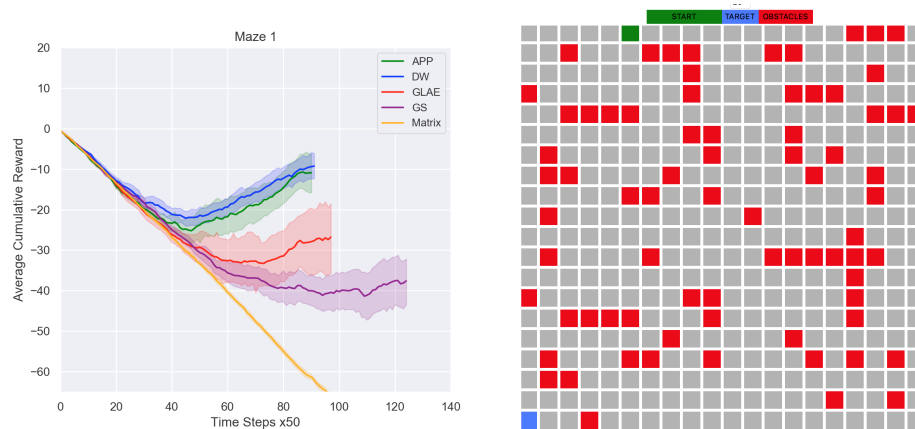 Maze 1
20
10
0
−10
−20
−30
−40
−50
−60
0 20 40 60 80 100 120 140
Average Cumulative Reward
Time Steps x50
APP
DW
GLAE
GS
Matrix
START TARGET OBSTACLES